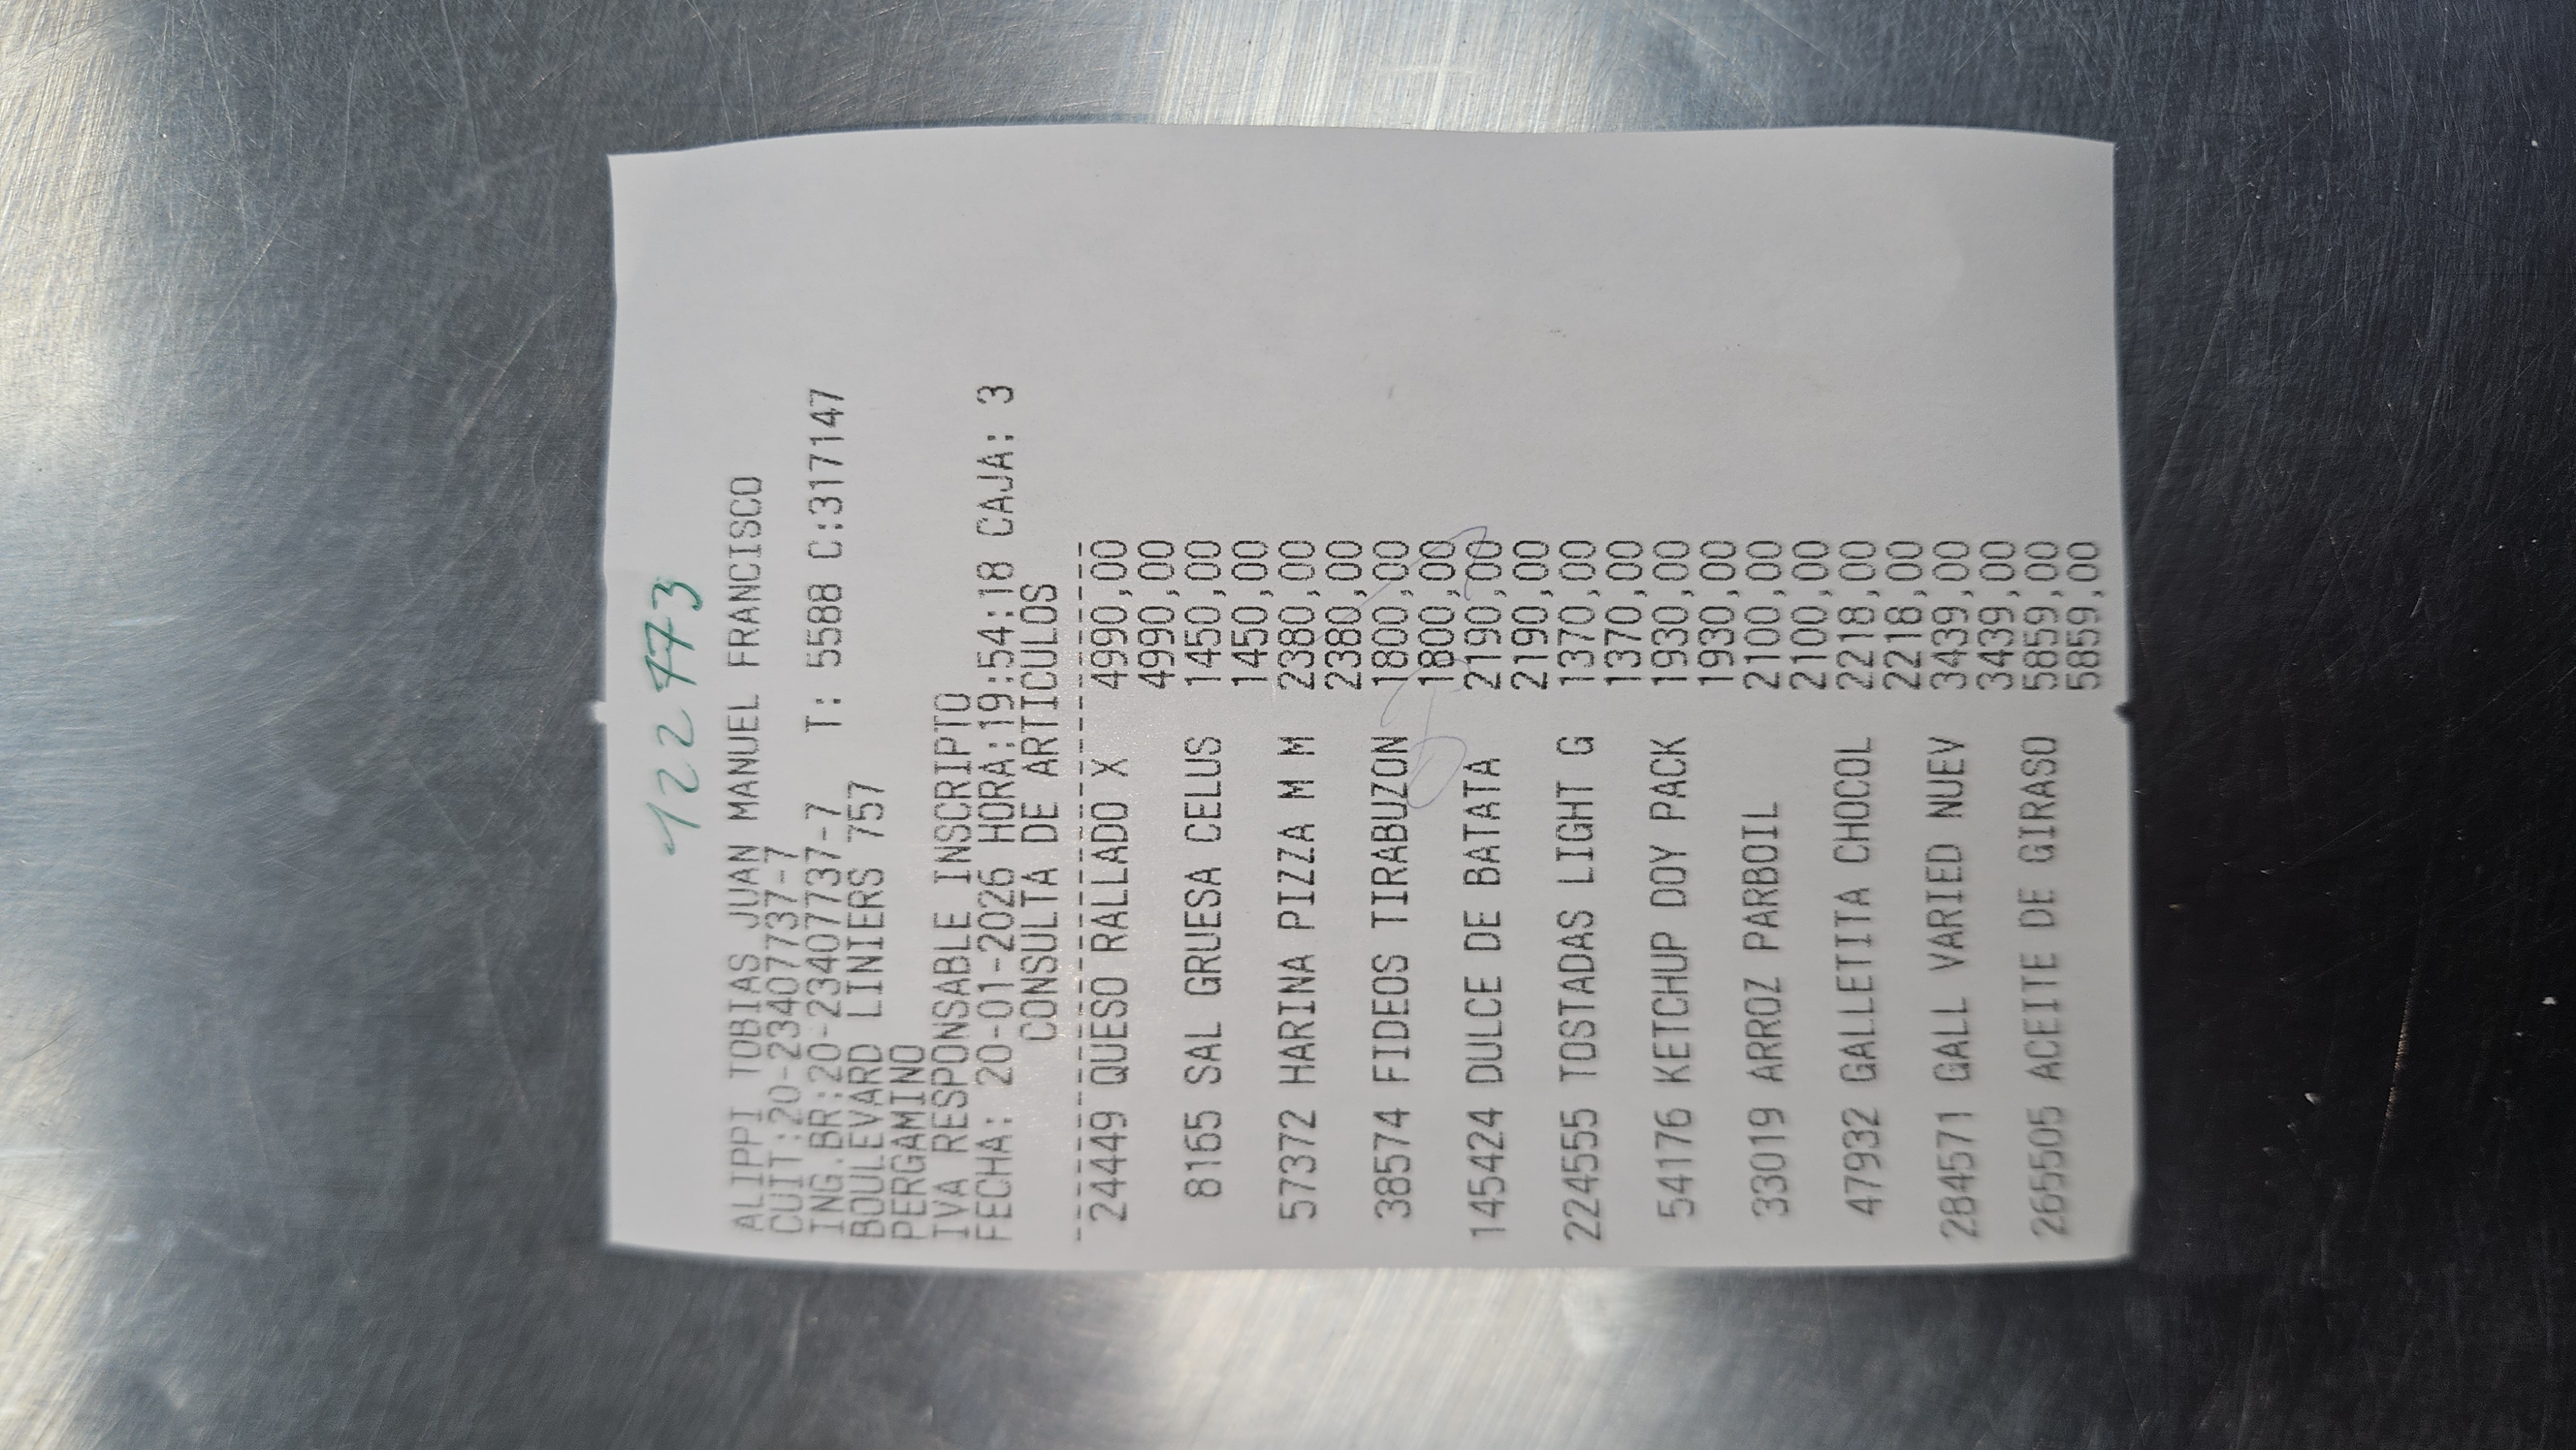 122773
ALIPPI TOBIAS JUAN MANUEL FRANCISCO
CUIT:20-23407737-7
ING.BR:20-23407737-7 T: 5588 C:317147
BOULEVARD LINIERS 757
PERGAMINO
IVA RESPONSABLE INSCRIPTO
FECHA: 20-01-2026 HORA:19:54:18 CAJA: 3
CONSULTA DE ARTICULOS
24449 QUESO RALLADO X 4990,00
4990,00
8165 SAL GRUESA CELUS 1450,00
1450,00
57372 HARINA PIZZA M M 2380,00
2380,00
38574 FIDEOS TIRABUZON 1800,00
1800,00
145424 DULCE DE BATATA 2190,00
2190,00
224555 TOSTADAS LIGHT G 1370,00
1370,00
54176 KETCHUP DOY PACK 1930,00
1930,00
33019 ARROZ PARBOIL 2100,00
2100,00
47932 GALLETITA CHOCOL 2218,00
2218,00
284571 GALL VARIED NUEV 3439,00
3439,00
265505 ACEITE DE GIRASO 5859,00
5859,00